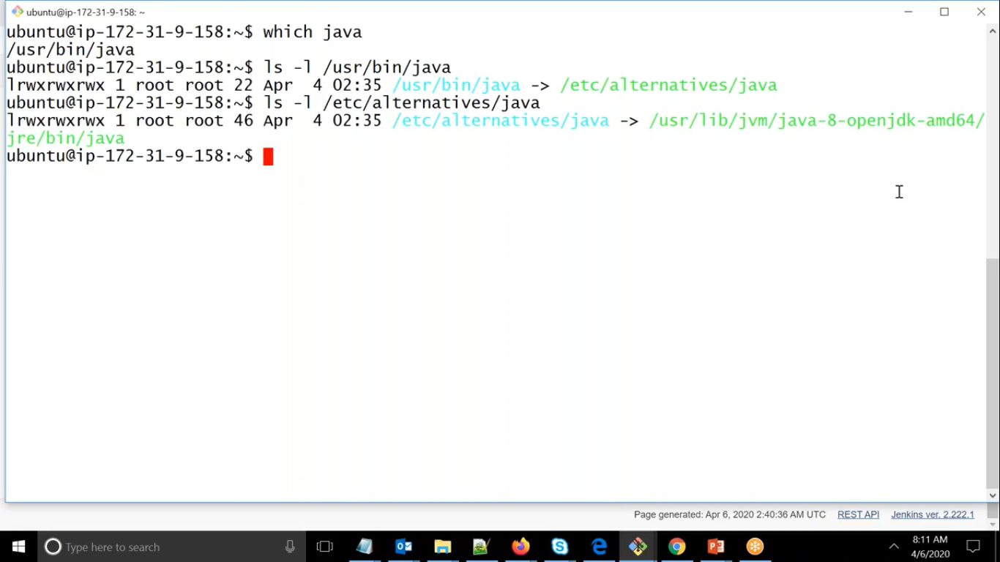 ubuntu@ip-172-31-9-158: ~
ubuntu@ip-172-31-9-158:~$ which java
/usr/bin/java
ubuntu@ip-172-31-9-158:~$ ls -l /usr/bin/java
lrwxrwxrwx 1 root root 22 Apr  4 02:35 /usr/bin/java -> /etc/alternatives/java
ubuntu@ip-172-31-9-158:~$ ls -l /etc/alternatives/java
lrwxrwxrwx 1 root root 46 Apr  4 02:35 /etc/alternatives/java -> /usr/lib/jvm/java-8-openjdk-amd64/
jre/bin/java
ubuntu@ip-172-31-9-158:~$
Page generated: Apr 6, 2020 2:40:36 AM UTC REST API Jenkins ver. 2.222.1
Type here to search
8:11 AM
4/6/2020